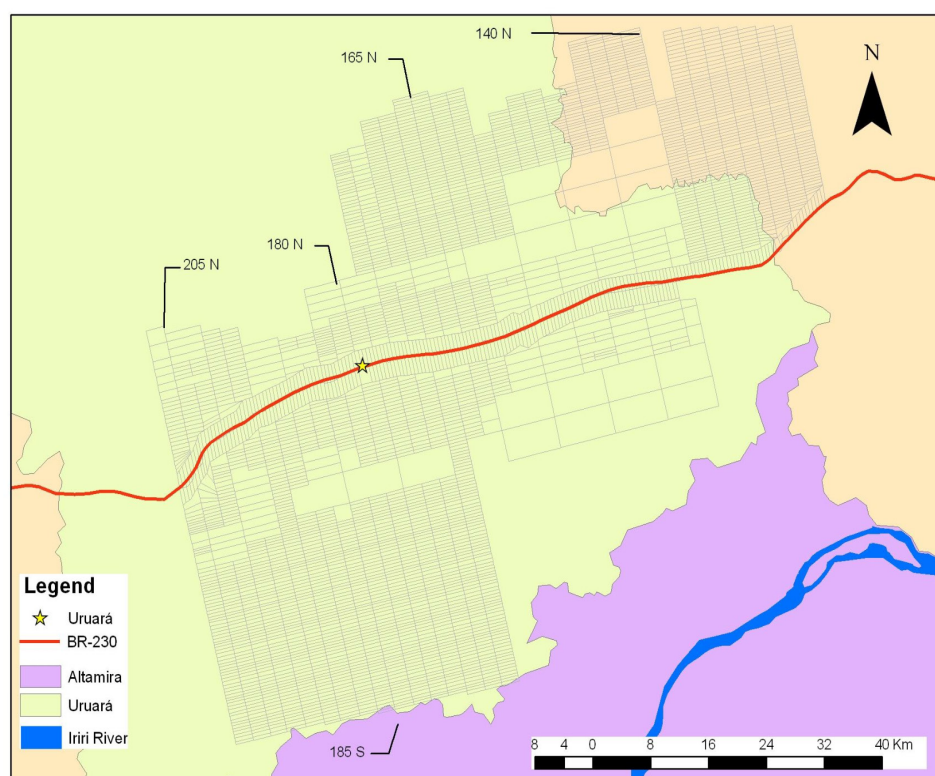 140 N
N
165 N
180 N
205 N
185 S
Legend
Uruará
BR-230
Altamira
Uruará
Iriri River
8 4 0 8 16 24 32 40 Km